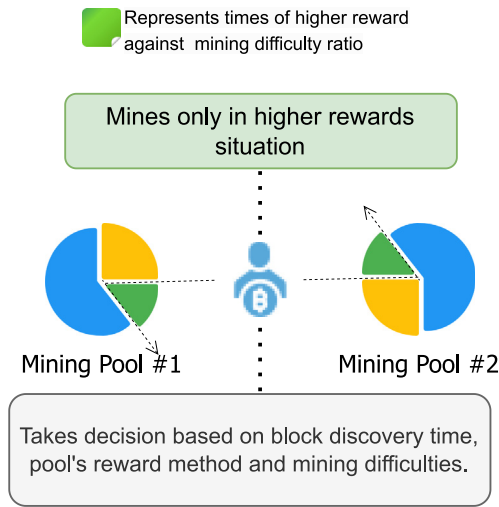 Represents times of higher reward
against mining difficulty ratio
Mines only in higher rewards
situation
Mining Pool #1
Mining Pool #2
Takes decision based on block discovery time,
pool's reward method and mining difficulties.